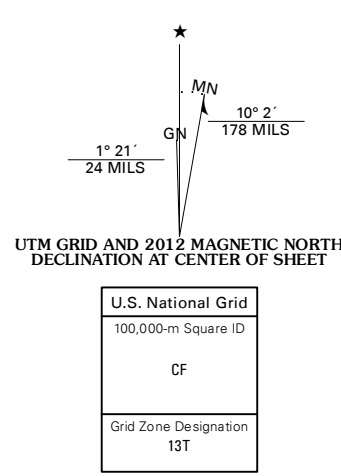 ★
MN
GN
10° 2´
178 MILS
1° 21´
24 MILS
UTM GRID AND 2012 MAGNETIC NORTH
DECLINATION AT CENTER OF SHEET
U.S. National Grid
100,000-m Square ID
CF
Grid Zone Designation
13T